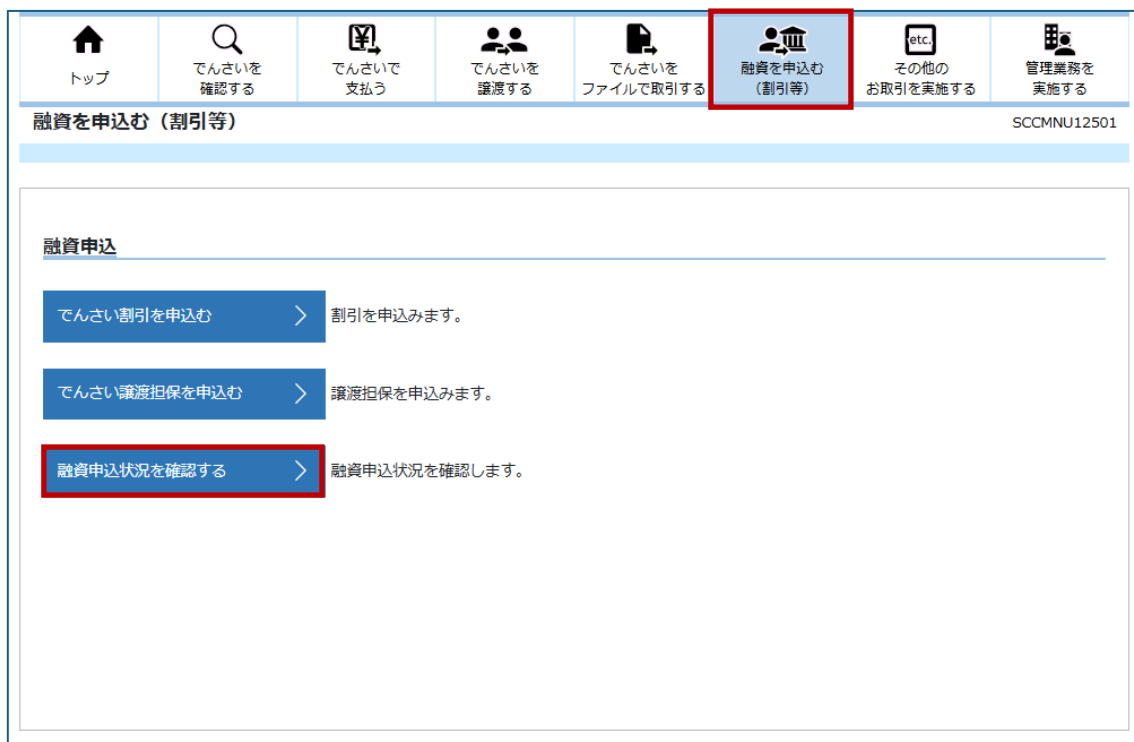 トップ
でんさいを
確認する
でんさいで
支払う
でんさいを
譲渡する
でんさいを
ファイルで取引する
融資を申込む
（割引等）
etc.
その他の
お取引を実施する
管理業務を
実施する
融資を申込む（割引等）
SCCMNU12501
融資申込
でんさい割引を申込む
割引を申込みます。
でんさい譲渡担保を申込む
譲渡担保を申込みます。
融資申込状況を確認する
融資申込状況を確認します。